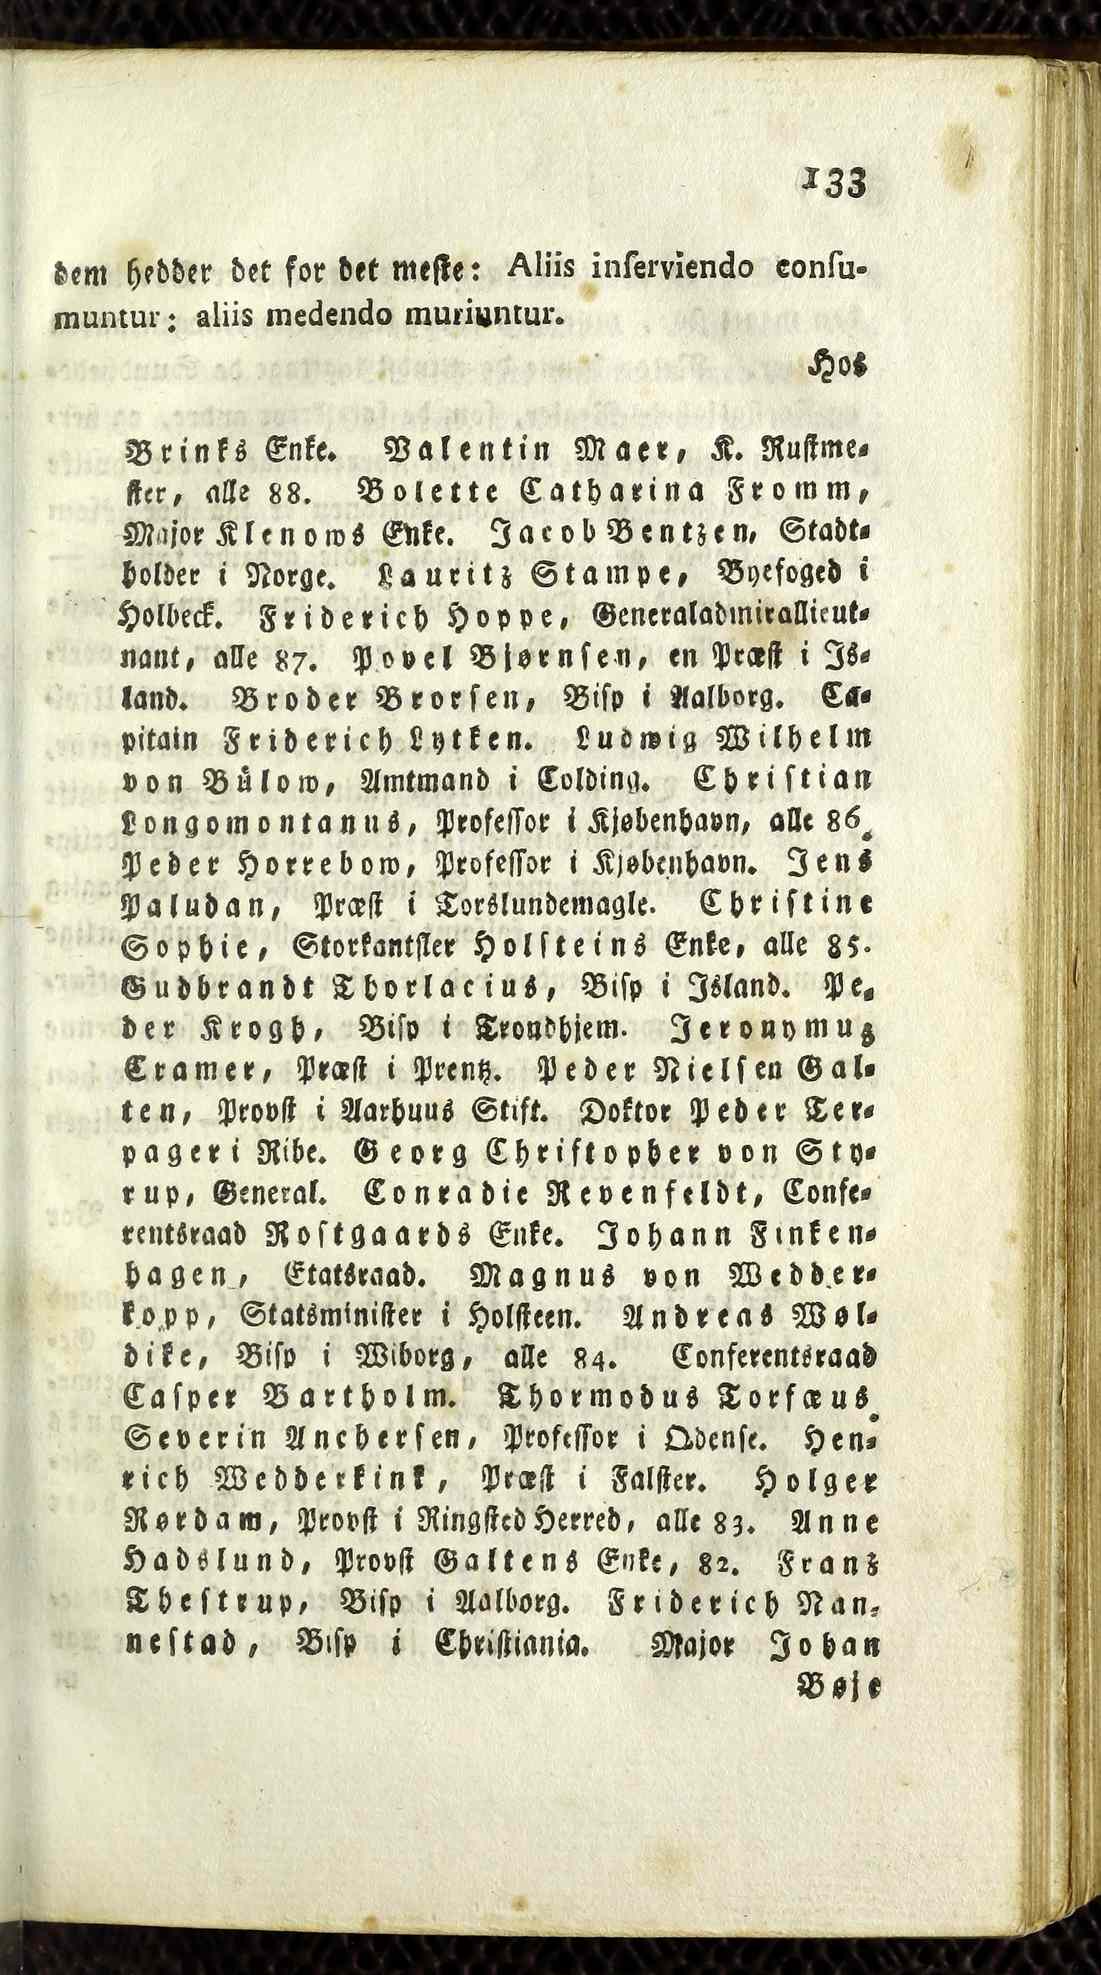 133
dem hedder det for det meste: Aliis inserviendo consu-
muntur: aliis medendo muriuntur.
Hos
Brinks Enke. Valentin Maer, K. Rustme-
ster, alle 88. Bolette Catharina Fromm,
Major Klenows Enke. Jacob Bentzen, Stadt-
holder i Norge. Lauritz Stampe, Byefoged i
Holbeck. Friderich Hoppe, Generaladmirallieut-
nant, alle 87. Povel Bjørnsen, en Præst i Is-
land. Broder Brorsen, Bisp i Aalborg. Ca-
pitain Friderich Lytken. Ludwig Wilhelm
von Bülow, Amtmand i Colding. Christian
Longomontanus, Professor i Kjøbenhavn, alle 86.
Peder Horrebow, Professor i Kjøbenhavn. Jens
Paludan, Præst i Torslundemagle. Christine
Sophie, Storkantsler Holsteins Enke, alle 85.
Gudbrandt Thorlacius, Bisp i Island. Pe-
der Krogh, Bisp i Trondhjem. Jeronymus
Cramer, Præst i Prentz. Peder Nielsen Gal-
ten, Provst i Aarhuus Stift. Doktor Peder Ter-
pager i Ribe. Georg Christopher von Sty-
rup, General. Conradie Revenfeldt, Confe-
rentsraad Rostgaards Enke. Johann Finken-
hagen, Etatsraad. Magnus von Wedder-
kopp, Statsminister i Holsteen. Andreas Wøl-
dike, Bisp i Wiborg, alle 84. Conferentsraad
Casper Bartholm. Thormodus Torfæus.
Severin Anchersen, Professor i Odense. Hen-
rich Wedderkink, Præst i Falster. Holger
Rørdam, Provst i Ringsted Herred, alle 83. Anne
Hadslund, Provst Galtens Enke, 82. Franz
Thestrup, Bisp i Aalborg. Friderich Nan-
nestad, Bisp i Christiania. Major Johan
Bøje